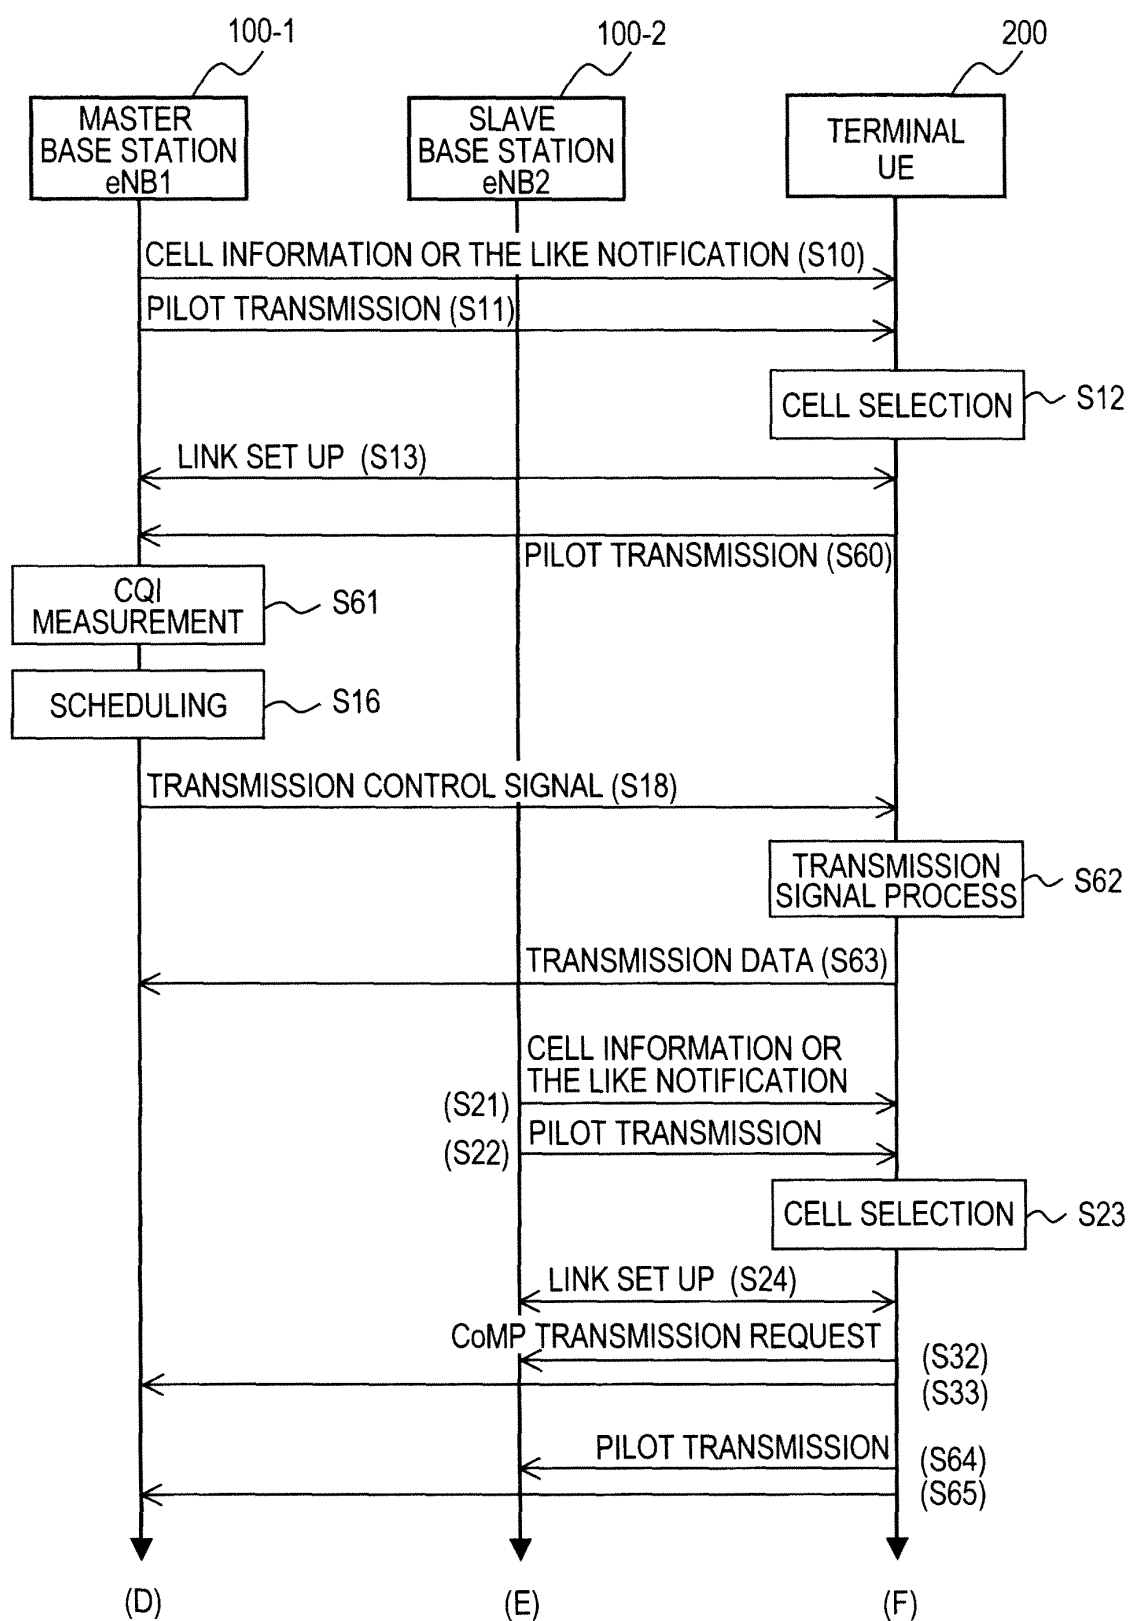 100-1
100-2
200
MASTER
BASE STATION
eNB1
SLAVE
BASE STATION
eNB2
TERMINAL
UE
CELL INFORMATION OR THE LIKE NOTIFICATION (S10)
PILOT TRANSMISSION (S11)
CELL SELECTION
S12
LINK SET UP (S13)
PILOT TRANSMISSION (S60)
CQI
MEASUREMENT
S61
SCHEDULING
S16
TRANSMISSION CONTROL SIGNAL (S18)
TRANSMISSION
SIGNAL PROCESS
S62
TRANSMISSION DATA (S63)
CELL INFORMATION OR
THE LIKE NOTIFICATION
(S21)
PILOT TRANSMISSION
(S22)
CELL SELECTION
S23
LINK SET UP (S24)
CoMP TRANSMISSION REQUEST
(S32)
(S33)
PILOT TRANSMISSION
(S64)
(S65)
(D)
(E)
(F)